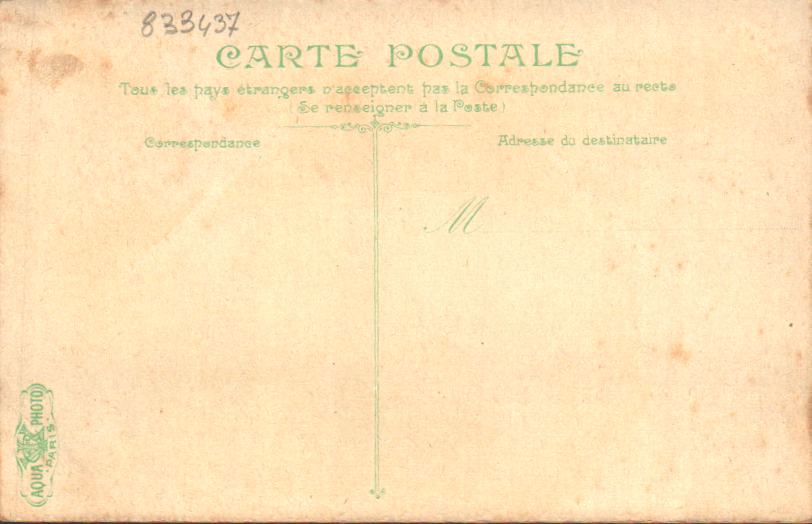 833437
CARTE POSTALE
Tous les pays étrangers n'acceptent pas la Correspondance au recto
(Se renseigner à la Poste)
Correspondance
Adresse du destinataire
M
AQUA PHOTO
PARIS